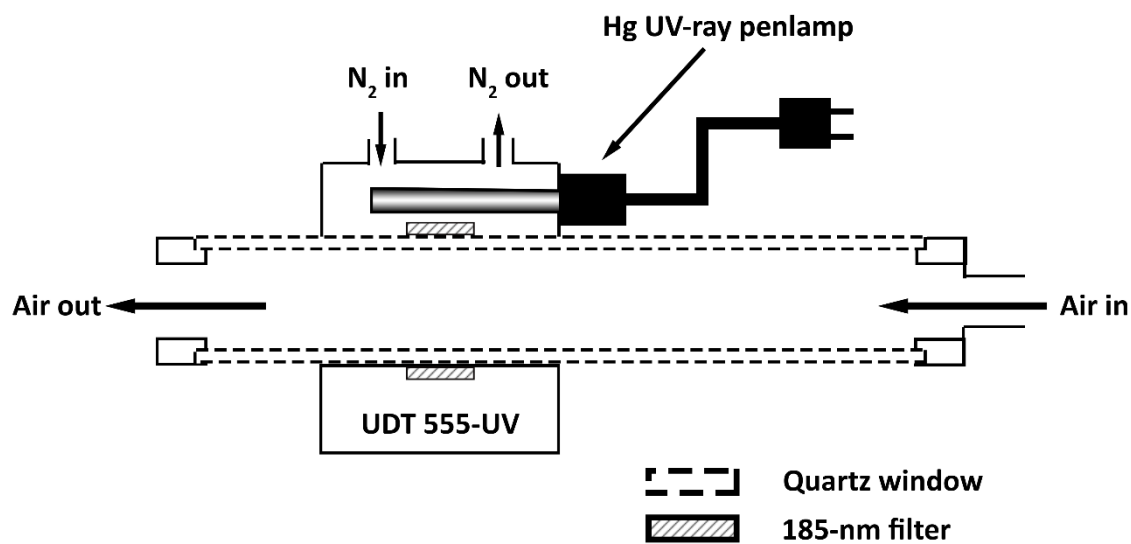 Hg UV-ray penlamp
N₂ in
N₂ out
Air out
Air in
UDT 555-UV
Quartz window
185-nm filter